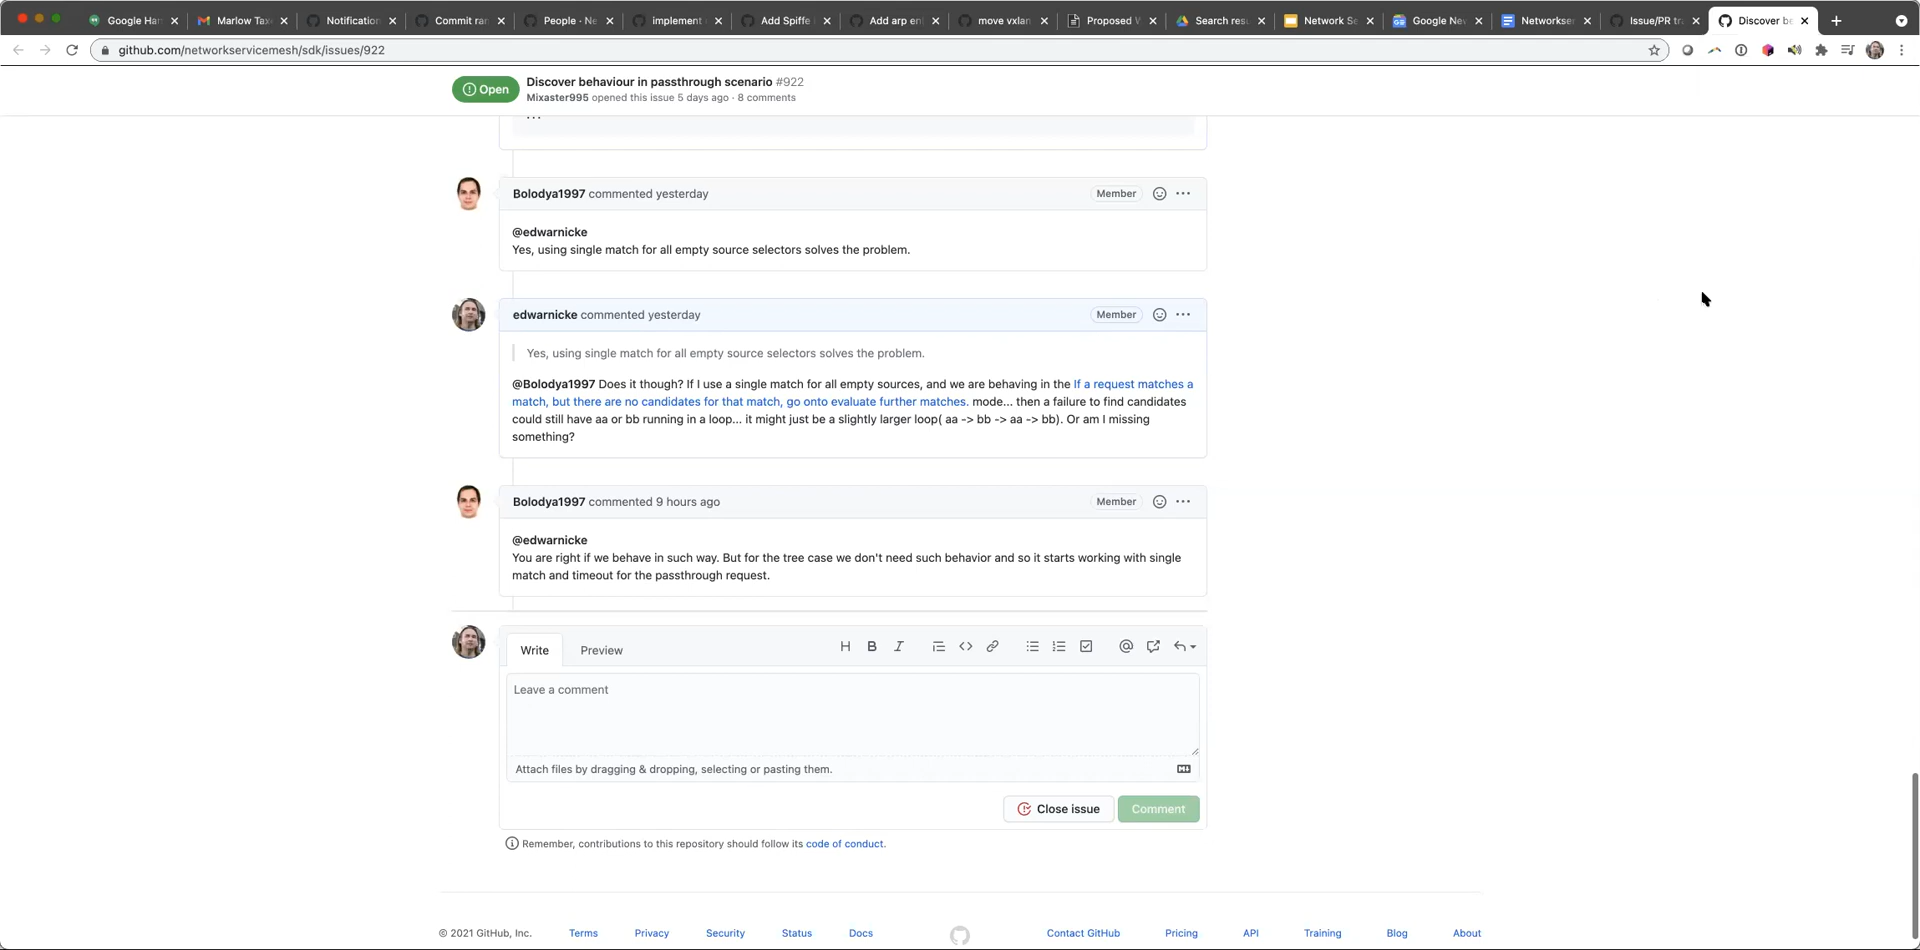 Google Han
Marlow Tax
Notification
Commit ran
People · Ne
implement
Add Spiffe
Add arp en
move vxlan
Proposed V
Search resu
Network Se
Google Nev
Networkser
Issue/PR tr
Discover be
github.com/networkservicemesh/sdk/issues/922
Open
Discover behaviour in passthrough scenario #922
Mixaster995 opened this issue 5 days ago · 8 comments
...
Bolodya1997 commented yesterday
Member
@edwarnicke
Yes, using single match for all empty source selectors solves the problem.
edwarnicke commented yesterday
Member
Yes, using single match for all empty source selectors solves the problem.
@Bolodya1997 Does it though? If I use a single match for all empty sources, and we are behaving in the If a request matches a
match, but there are no candidates for that match, go onto evaluate further matches. mode... then a failure to find candidates
could still have aa or bb running in a loop... it might just be a slightly larger loop( aa -> bb -> aa -> bb). Or am I missing
something?
Bolodya1997 commented 9 hours ago
Member
@edwarnicke
You are right if we behave in such way. But for the tree case we don't need such behavior and so it starts working with single
match and timeout for the passthrough request.
Write
Preview
Leave a comment
Attach files by dragging & dropping, selecting or pasting them.
Close issue
Comment
Remember, contributions to this repository should follow its code of conduct.
© 2021 GitHub, Inc.
Terms
Privacy
Security
Status
Docs
Contact GitHub
Pricing
API
Training
Blog
About